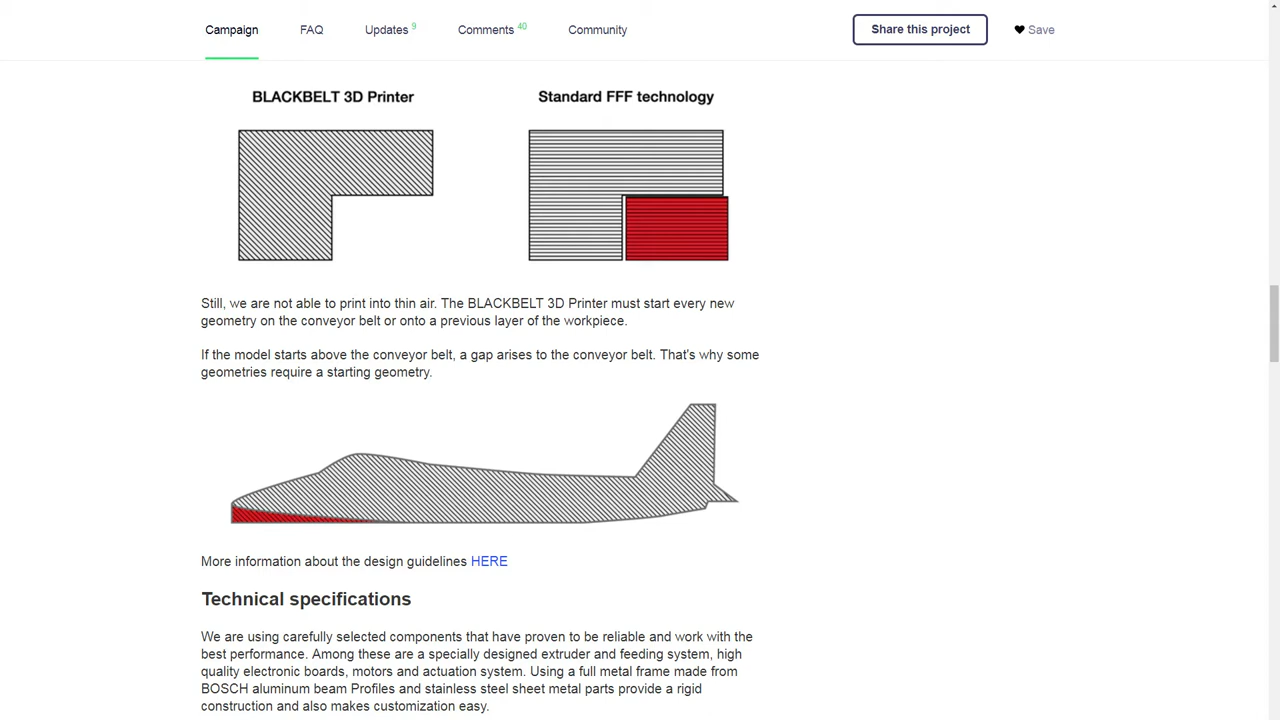 Campaign FAQ Updates 9 Comments 40 Community Share this project Save
BLACKBELT 3D Printer Standard FFF technology
Still, we are not able to print into thin air. The BLACKBELT 3D Printer must start every new
geometry on the conveyor belt or onto a previous layer of the workpiece.
If the model starts above the conveyor belt, a gap arises to the conveyor belt. That's why some
geometries require a starting geometry.
More information about the design guidelines HERE
Technical specifications
We are using carefully selected components that have proven to be reliable and work with the
best performance. Among these are a specially designed extruder and feeding system, high
quality electronic boards, motors and actuation system. Using a full metal frame made from
BOSCH aluminum beam Profiles and stainless steel sheet metal parts provide a rigid
construction and also makes customization easy.